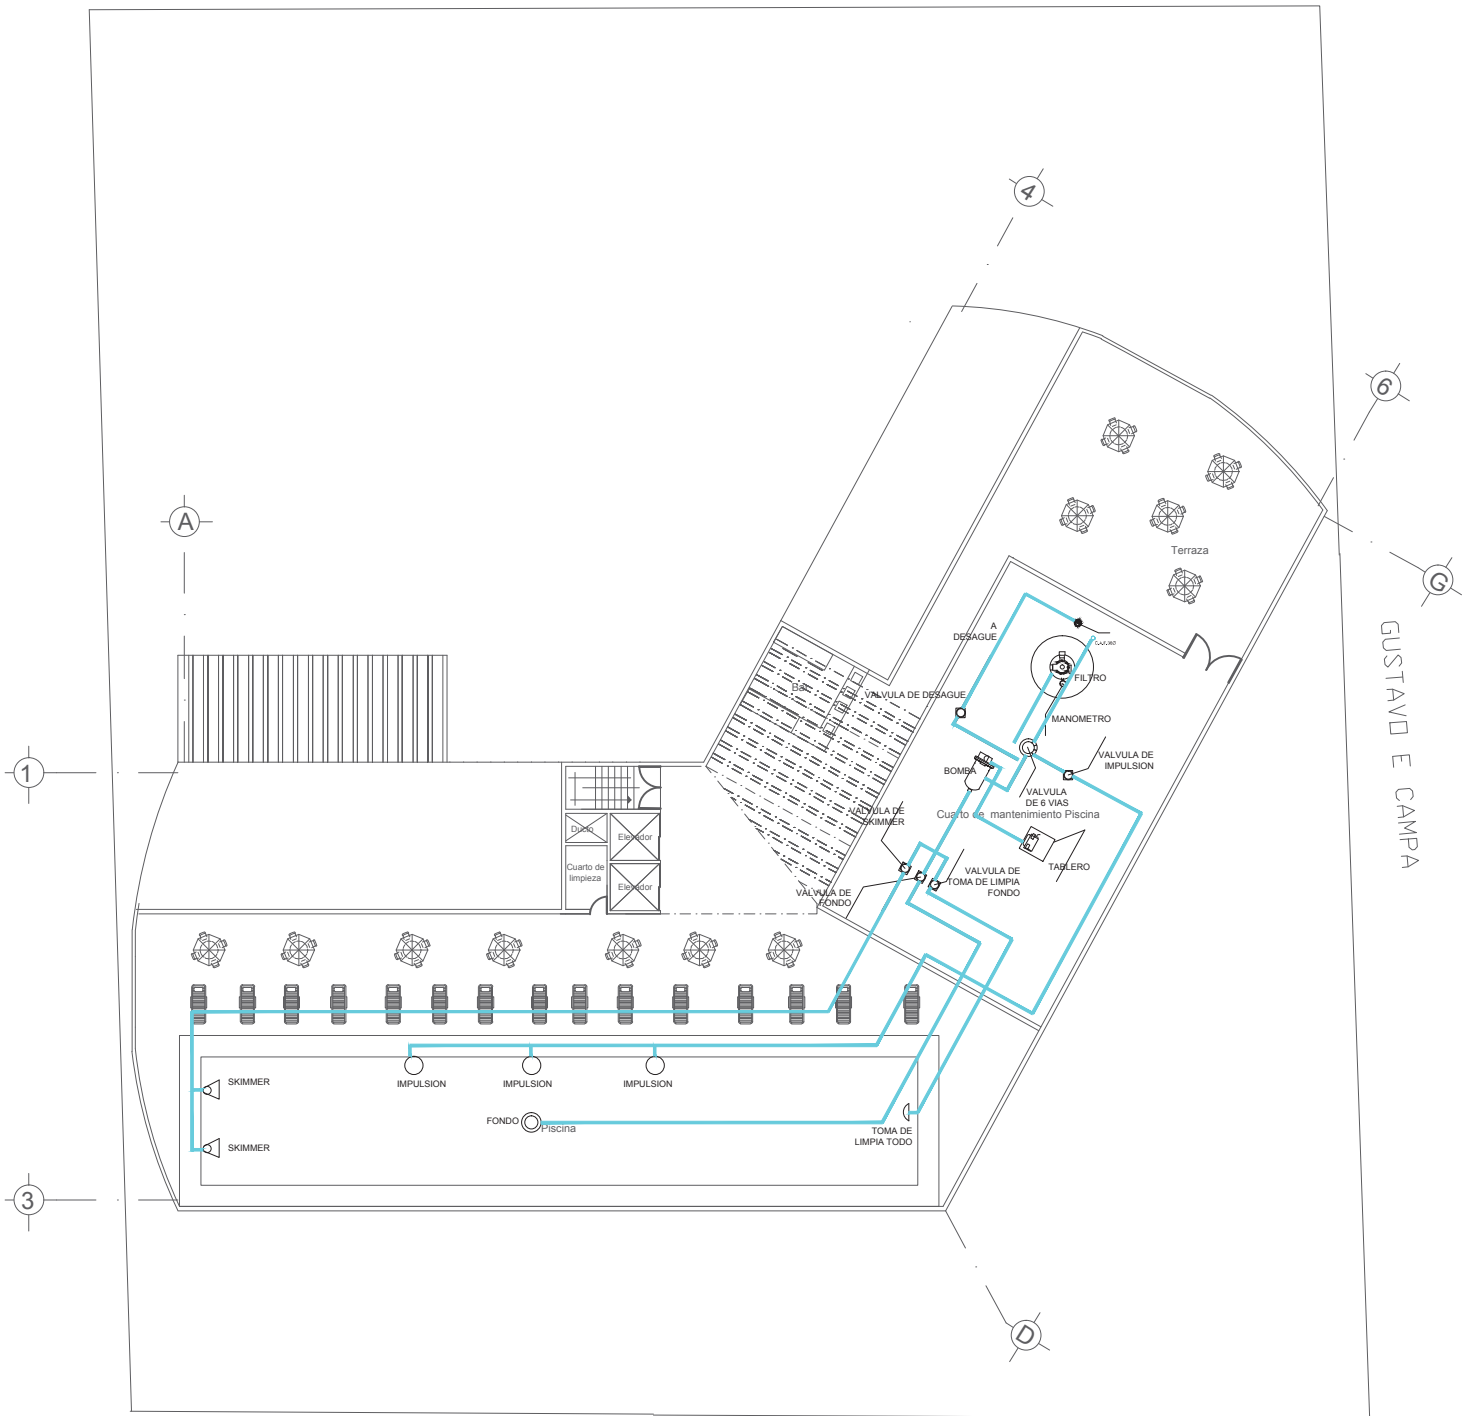 4
6
A
Terraza
G
A
DESAGUE
GUSTAVO E CAMPA
FILTRO
Bar
VALVULA DE DESAGUE
MANOMETRO
VALVULA DE
IMPULSION
1
BOMBA
VALVULA
DE 6 VIAS
VALVULA DE
SKIMMER
Cuarto de mantenimiento Piscina
Ducto
Elevador
Cuarto de
limpieza
Elevador
TABLERO
VALVULA DE
TOMA DE LIMPIA
FONDO
VALVULA DE
FONDO
SKIMMER
IMPULSION
IMPULSION
IMPULSION
FONDO
Piscina
TOMA DE
LIMPIA TODO
SKIMMER
3
D